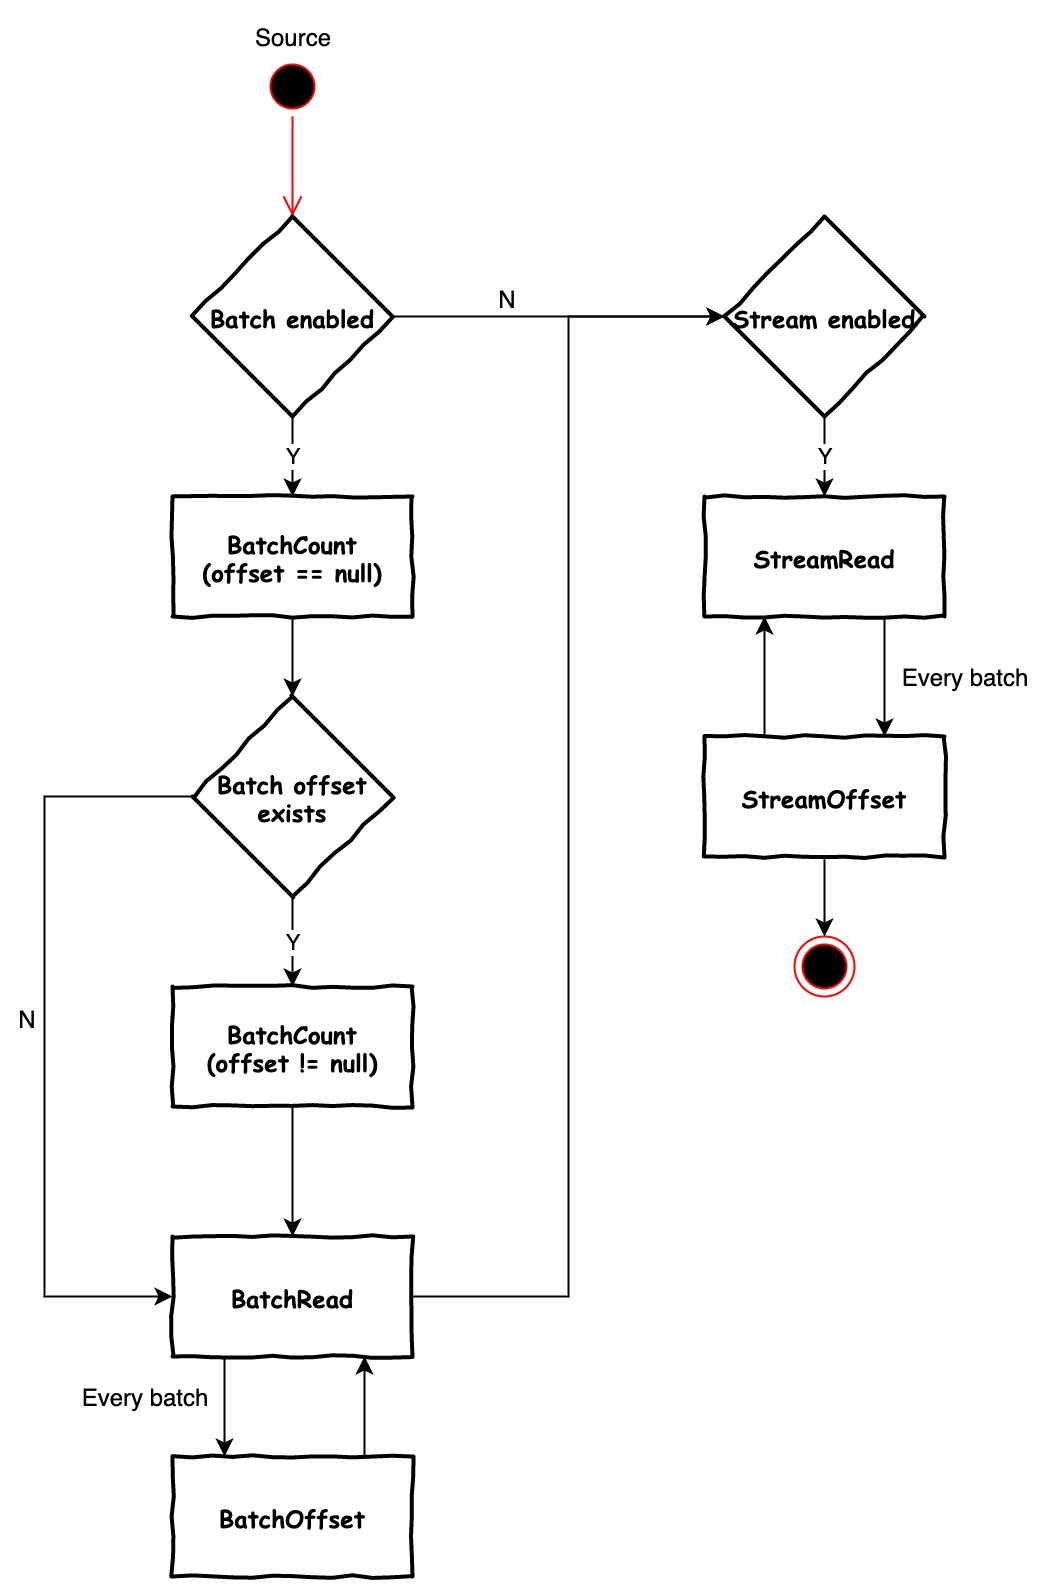 Source
Batch enabled
N
Stream enabled
Y
Y
BatchCount
(offset == null)
StreamRead
Every batch
Batch offset
exists
StreamOffset
Y
N
BatchCount
(offset != null)
BatchRead
Every batch
BatchOffset